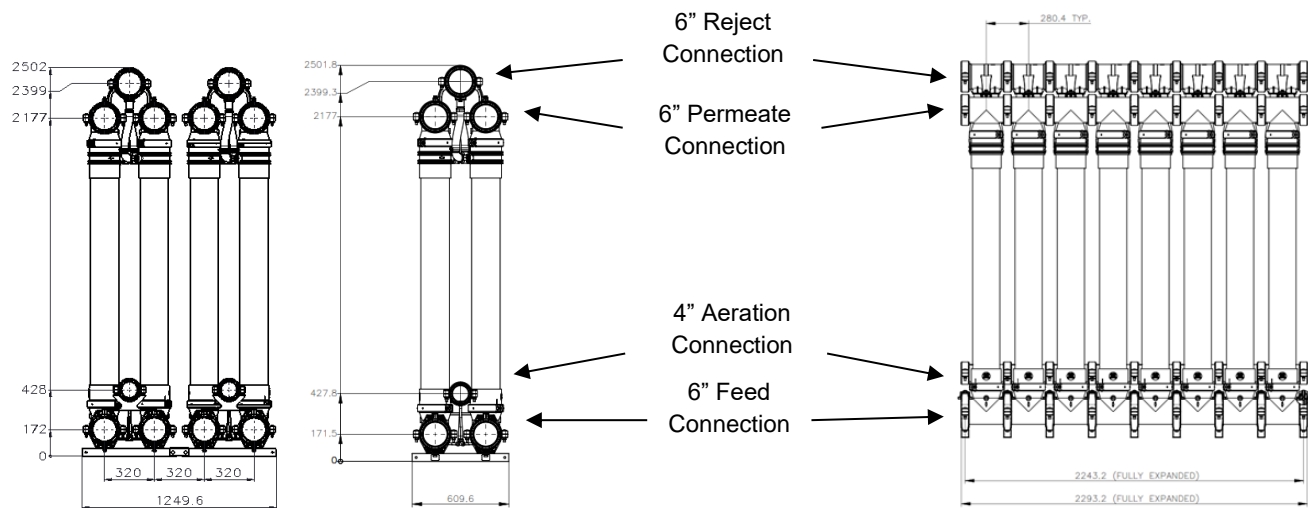 2502
2399
2177
428
172
0
320
320
320
1249.6
2501.8
2399.3
2177
427.8
171.5
0
609.6
6” Reject
Connection
6” Permeate
Connection
4” Aeration
Connection
6” Feed
Connection
280.4 TYP.
2243.2 (FULLY EXPANDED)
2293.2 (FULLY EXPANDED)